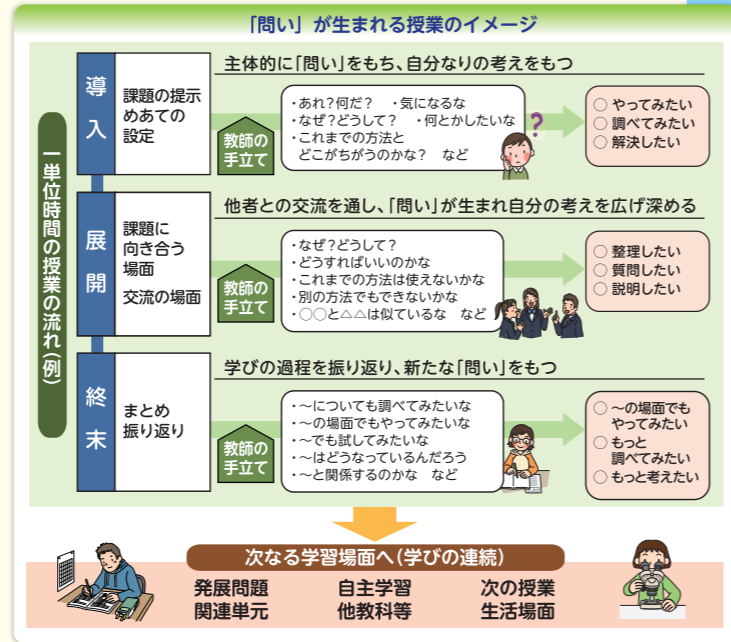 「問い」が生まれる授業のイメージ
一単位時間の授業の流れ(例)
導入
課題の提示
めあての
設定
主体的に「問い」をもち、自分なりの考えをもつ
教師の
手立て
・あれ?何だ?　・気になるな
・なぜ?どうして?　・何とかしたいな
・これまでの方法と
どこがちがうのかな?　など
?
○ やってみたい
○ 調べてみたい
○ 解決したい
展開
課題に
向き合う
場面
交流の場面
他者との交流を通し、「問い」が生まれ自分の考えを広げ深める
教師の
手立て
・なぜ?どうして?
・どうすればいいのかな
・これまでの方法は使えないかな
・別の方法でもできないかな
・○○と△△は似ているな　など
○ 整理したい
○ 質問したい
○ 説明したい
終末
まとめ
振り返り
学びの過程を振り返り、新たな「問い」をもつ
教師の
手立て
・～についても調べてみたいな
・～の場面でもやってみたいな
・～でも試してみたいな
・～はどうなっているんだろう
・～と関係するのかな　など
○ ～の場面でも
やってみたい
○ もっと
調べてみたい
○ もっと考えたい
次なる学習場面へ(学びの連続)
発展問題　自主学習　次の授業
関連単元　他教科等　生活場面